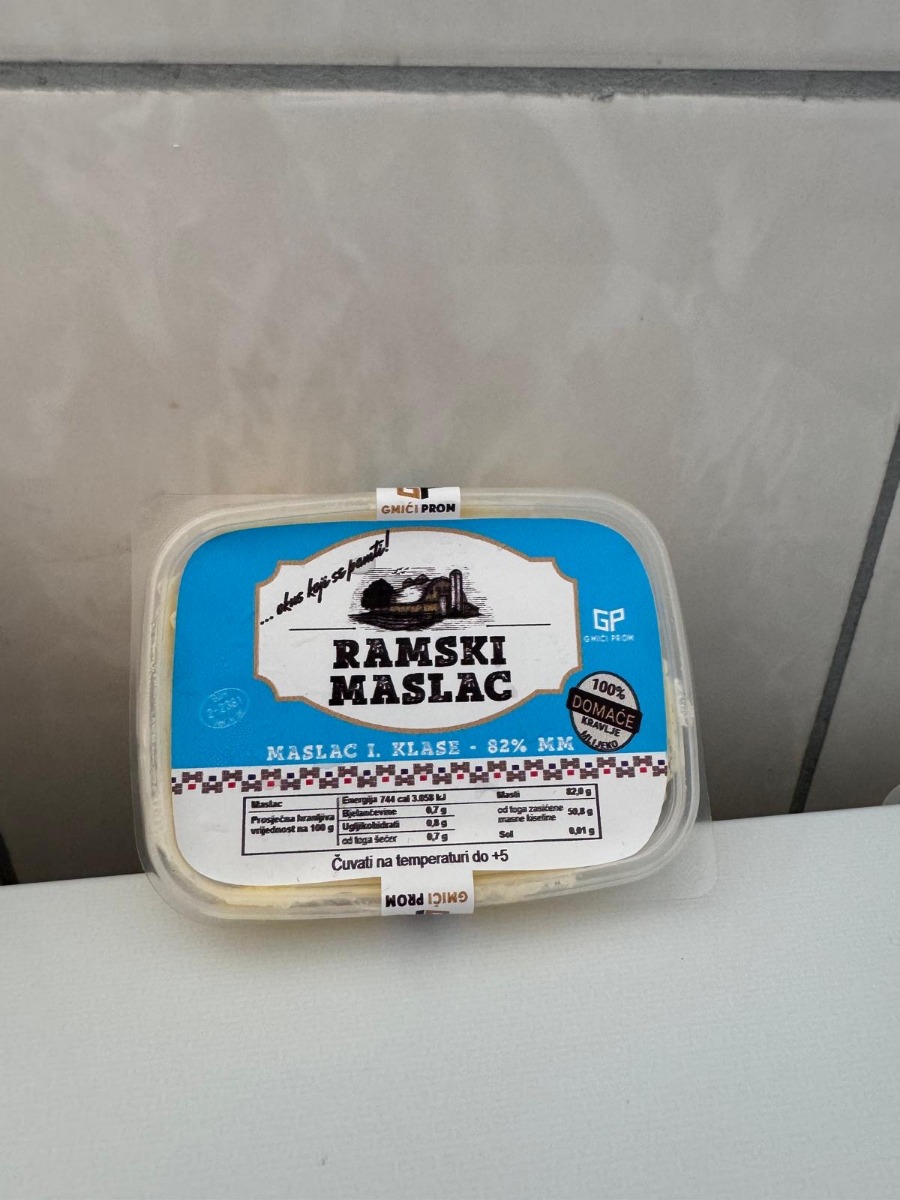 GMIĆI PROM
... okus koji se pamti!
RAMSKI
MASLAC
GP
GMIĆI PROM
100%
DOMAĆE
KRAVLJE
MLIJEKO
MASLAC I. KLASE - 82% MM
Maslac
Prosječna hranljiva
vrijednost na 100 g
Energija 744 cal 3.058 kJ
Bjelančevine 0,7 g
Ugljikohidrati 0,8 g
od toga šećer 0,7 g
Masti 82,0 g
od toga zasićene
masne kiseline 50,8 g
Sol 0,01 g
Čuvati na temperaturi do +5
GMIĆI PROM